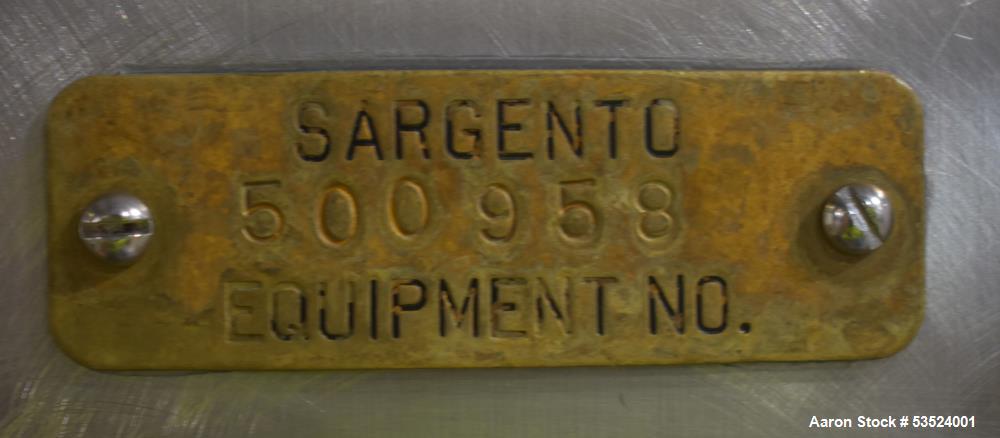 SARGENTO
500958
EQUIPMENT NO.
Aaron Stock # 53524001